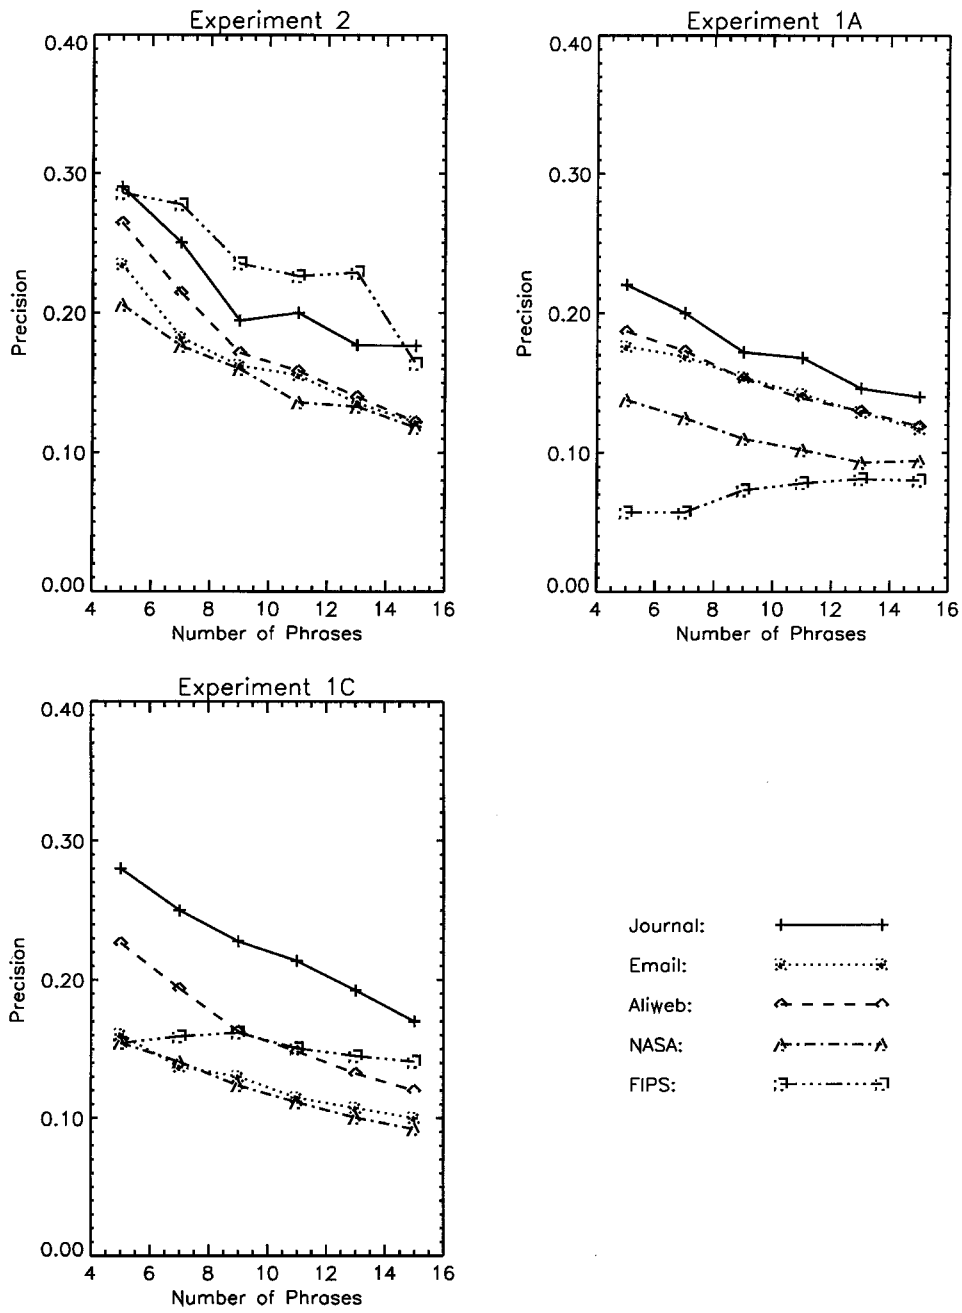 Experiment 2
0.40
0.30
0.20
0.10
0.00
Precision
4 6 8 10 12 14 16
Number of Phrases
Experiment 1A
0.40
0.30
0.20
0.10
0.00
Precision
4 6 8 10 12 14 16
Number of Phrases
Experiment 1C
0.40
0.30
0.20
0.10
0.00
Precision
4 6 8 10 12 14 16
Number of Phrases
Journal:
Email:
Aliweb:
NASA:
FIPS: